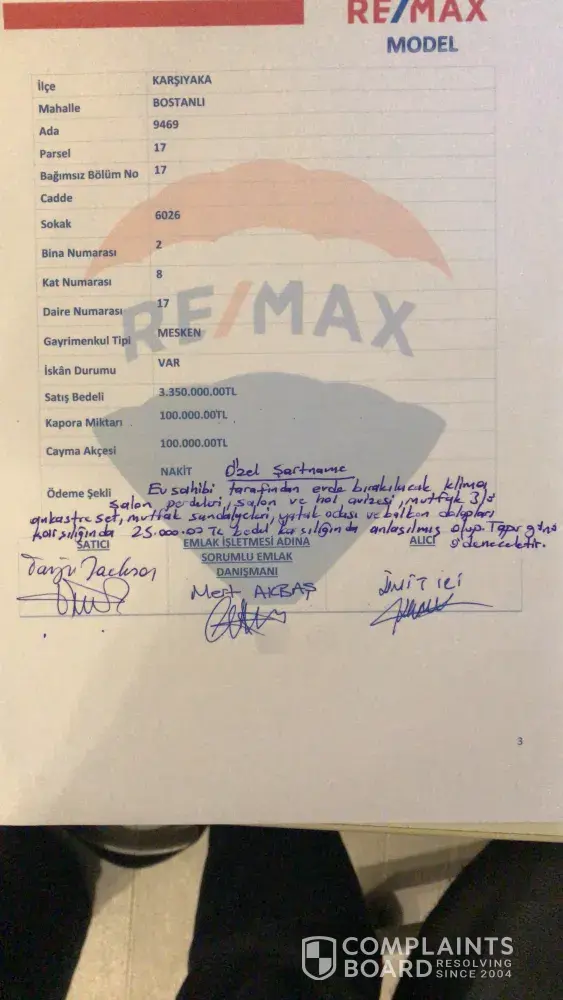 RE/MAX
MODEL
İlçe KARŞIYAKA
Mahalle BOSTANLI
Ada 9469
Parsel 17
Bağımsız Bölüm No 17
Cadde
Sokak 6026
Bina Numarası 2
Kat Numarası 8
Daire Numarası 17
Gayrimenkul Tipi MESKEN
İskân Durumu VAR
Satış Bedeli 3.350.000.00TL
Kapora Miktarı 100.000.00TL
Cayma Akçesi 100.000.00TL
Ödeme Şekli NAKİT
RE/MAX
Özel Şartname
Ev sahibi tarafından evde bırakılacak klima
Salon perdeleri, salon ve hol avizesi, mutfak 3'lü
ankastre set, mutfak sandalyeleri, yatak odası ve balkon dolapları
karşılığında 25.000.00 TL bedel karşılığında anlaşılmış olup. Tapu günü
ödenecektir.
SATICI
EMLAK İŞLETMESİ ADINA
SORUMLU EMLAK
DANIŞMANI
ALICI
Jackson
Mert AKBAŞ
ÜMİT
3
COMPLAINTS
BOARD RESOLVING
SINCE 2004